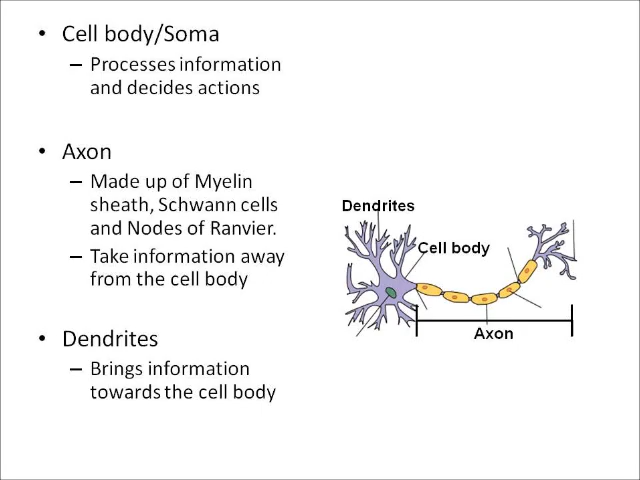 • Cell body/Soma
– Processes information
and decides actions
• Axon
– Made up of Myelin
sheath, Schwann cells
and Nodes of Ranvier.
– Take information away
from the cell body
• Dendrites
– Brings information
towards the cell body
Dendrites
Cell body
Axon